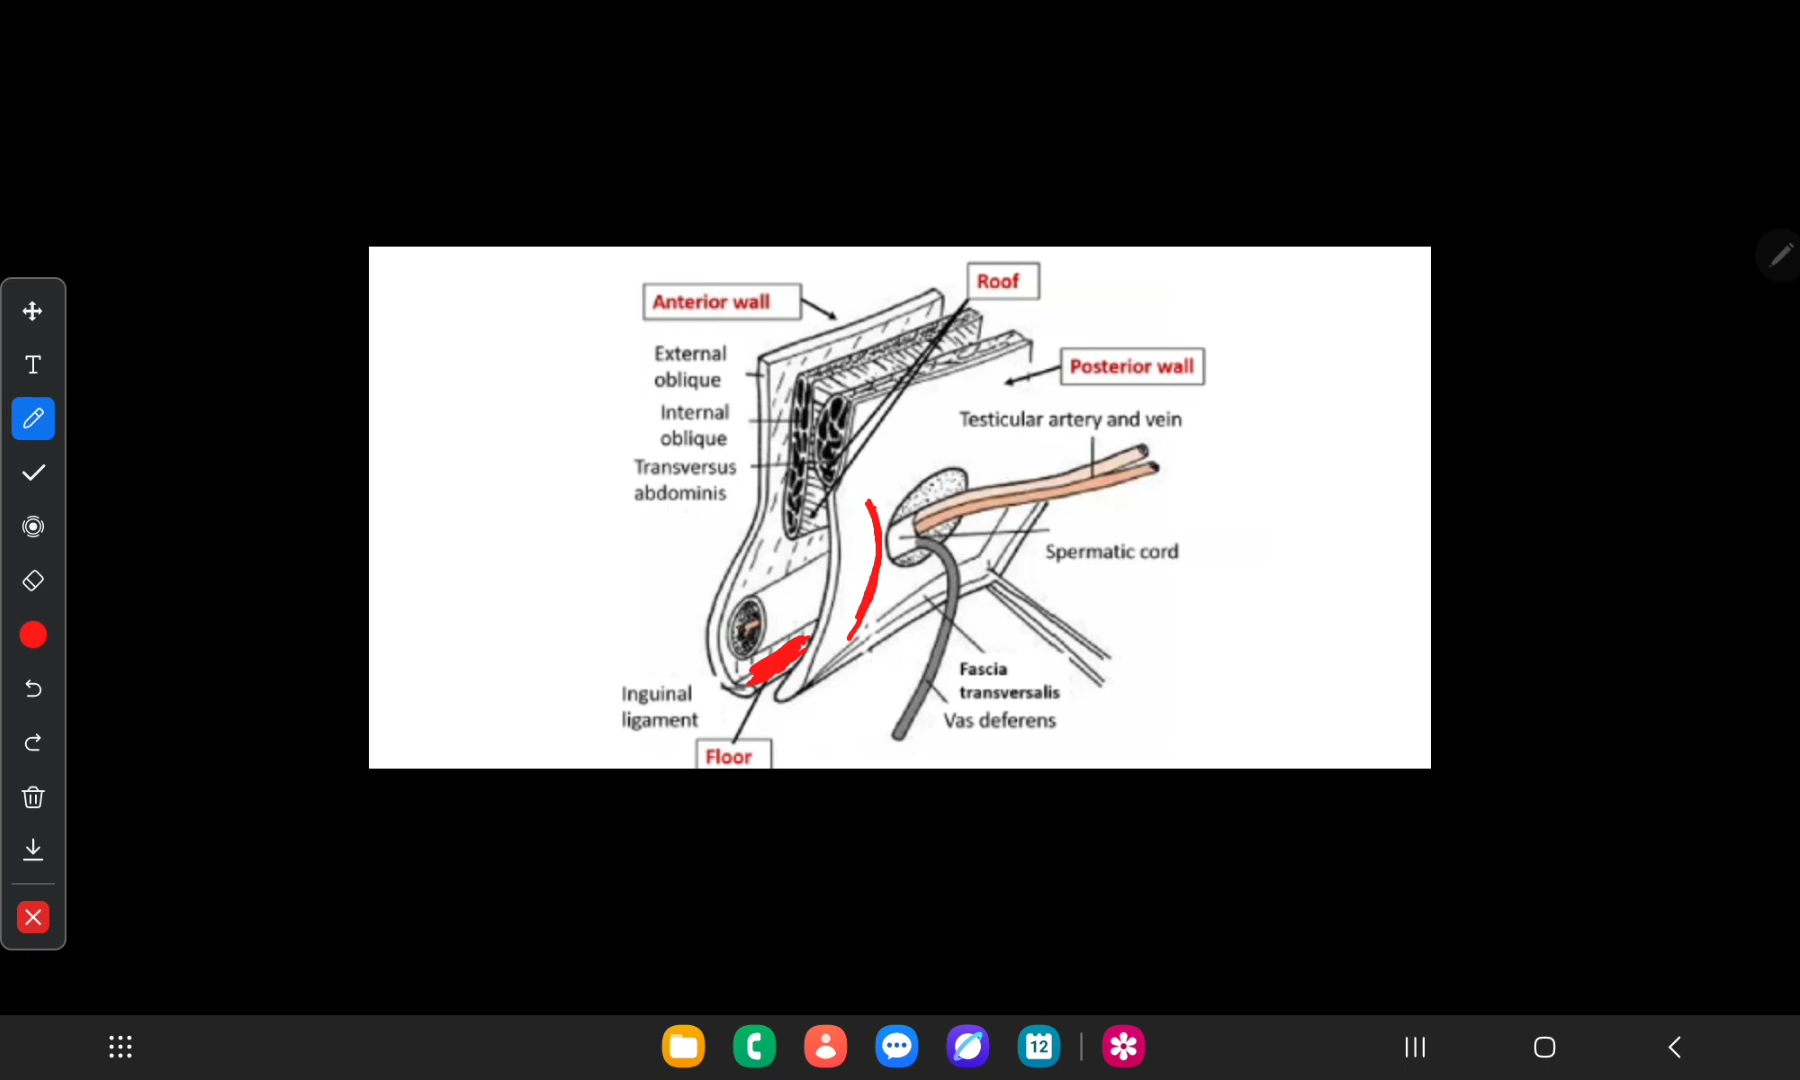 Roof
Anterior wall
External
oblique
Posterior wall
Internal
oblique
Testicular artery and vein
Transversus
abdominis
Spermatic cord
Fascia
transversalis
Inguinal
ligament
Vas deferens
Floor
T
12